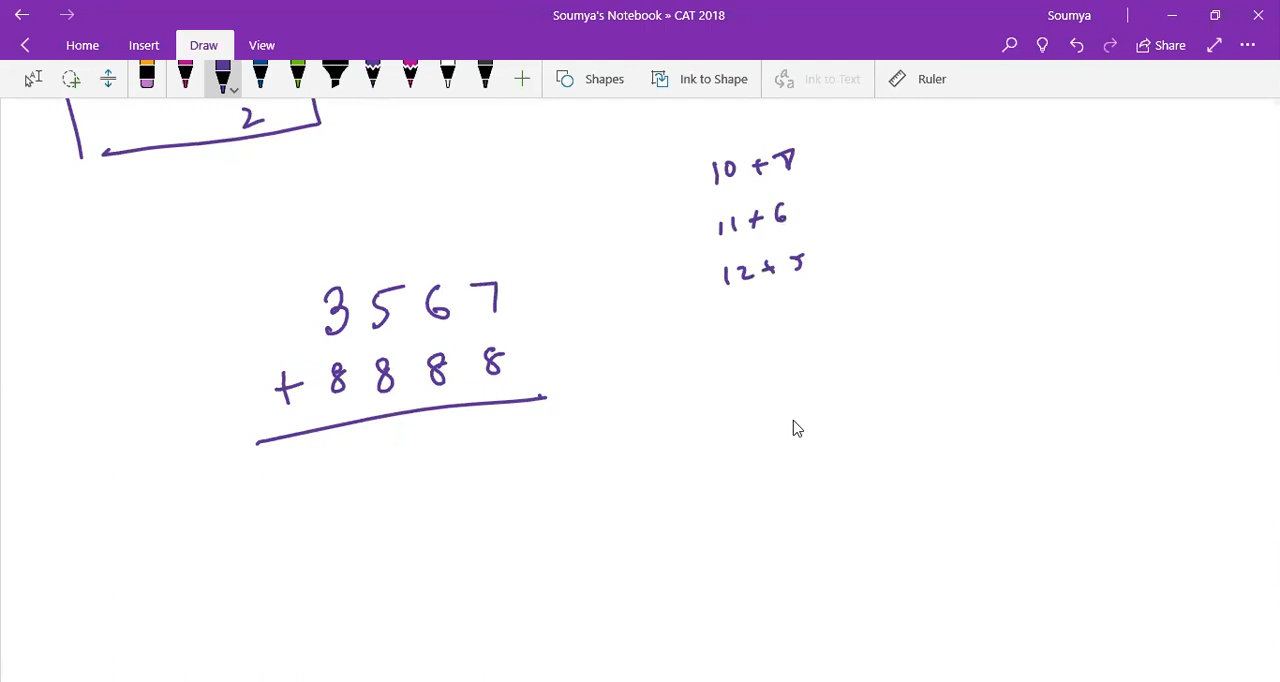 Soumya's Notebook » CAT 2018
Soumya
Home Insert Draw View
Share
Shapes Ink to Shape Ink to Text Ruler
2
10 + 7
11 + 6
12 + 5
3 5 6 7
+ 8 8 8 8